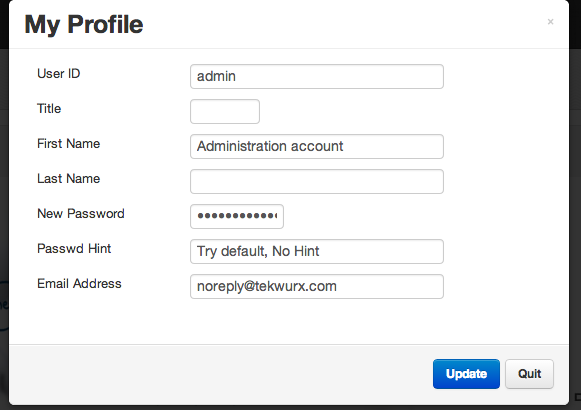 My Profile
×
User ID
admin
Title
First Name
Administration account
Last Name
New Password
••••••••••••
Passwd Hint
Try default, No Hint
Email Address
noreply@tekwurx.com
Update
Quit